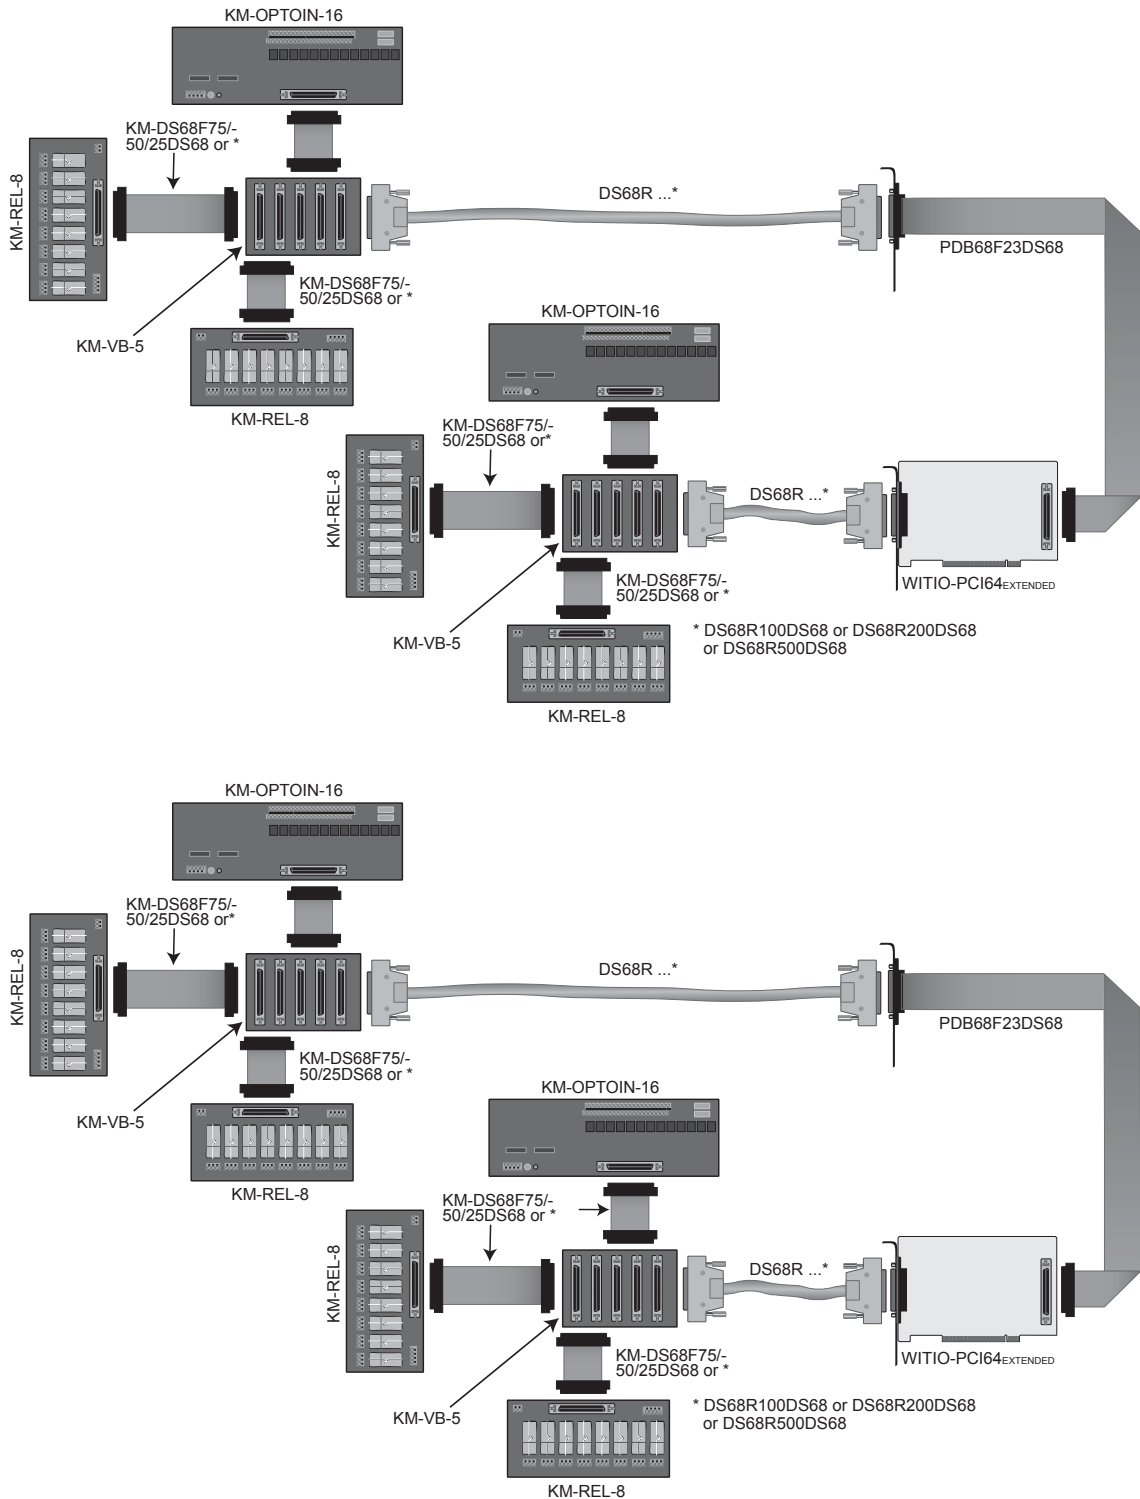 KM-OPTOIN-16
KM-DS68F75/-
50/25DS68 or *
KM-REL-8
DS68R ...*
PDB68F23DS68
KM-DS68F75/-
50/25DS68 or *
KM-VB-5
KM-REL-8
KM-OPTOIN-16
KM-DS68F75/-
50/25DS68 or*
KM-REL-8
DS68R ...*
WITIO-PCI64EXTENDED
KM-DS68F75/-
50/25DS68 or *
KM-VB-5
* DS68R100DS68 or DS68R200DS68
or DS68R500DS68
KM-REL-8
KM-OPTOIN-16
KM-DS68F75/-
50/25DS68 or*
KM-REL-8
DS68R ...*
PDB68F23DS68
KM-DS68F75/-
50/25DS68 or *
KM-VB-5
KM-REL-8
KM-OPTOIN-16
KM-DS68F75/-
50/25DS68 or *
KM-REL-8
DS68R ...*
WITIO-PCI64EXTENDED
KM-DS68F75/-
50/25DS68 or *
KM-VB-5
* DS68R100DS68 or DS68R200DS68
or DS68R500DS68
KM-REL-8